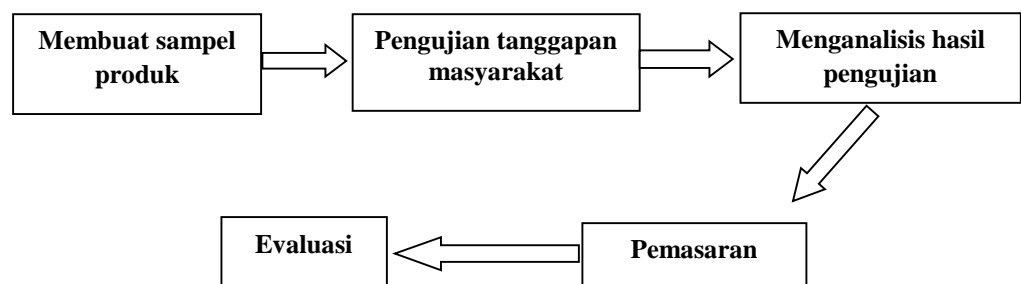 Membuat sampel
produk
Pengujian tanggapan
masyarakat
Menganalisis hasil
pengujian
Pemasaran
Evaluasi